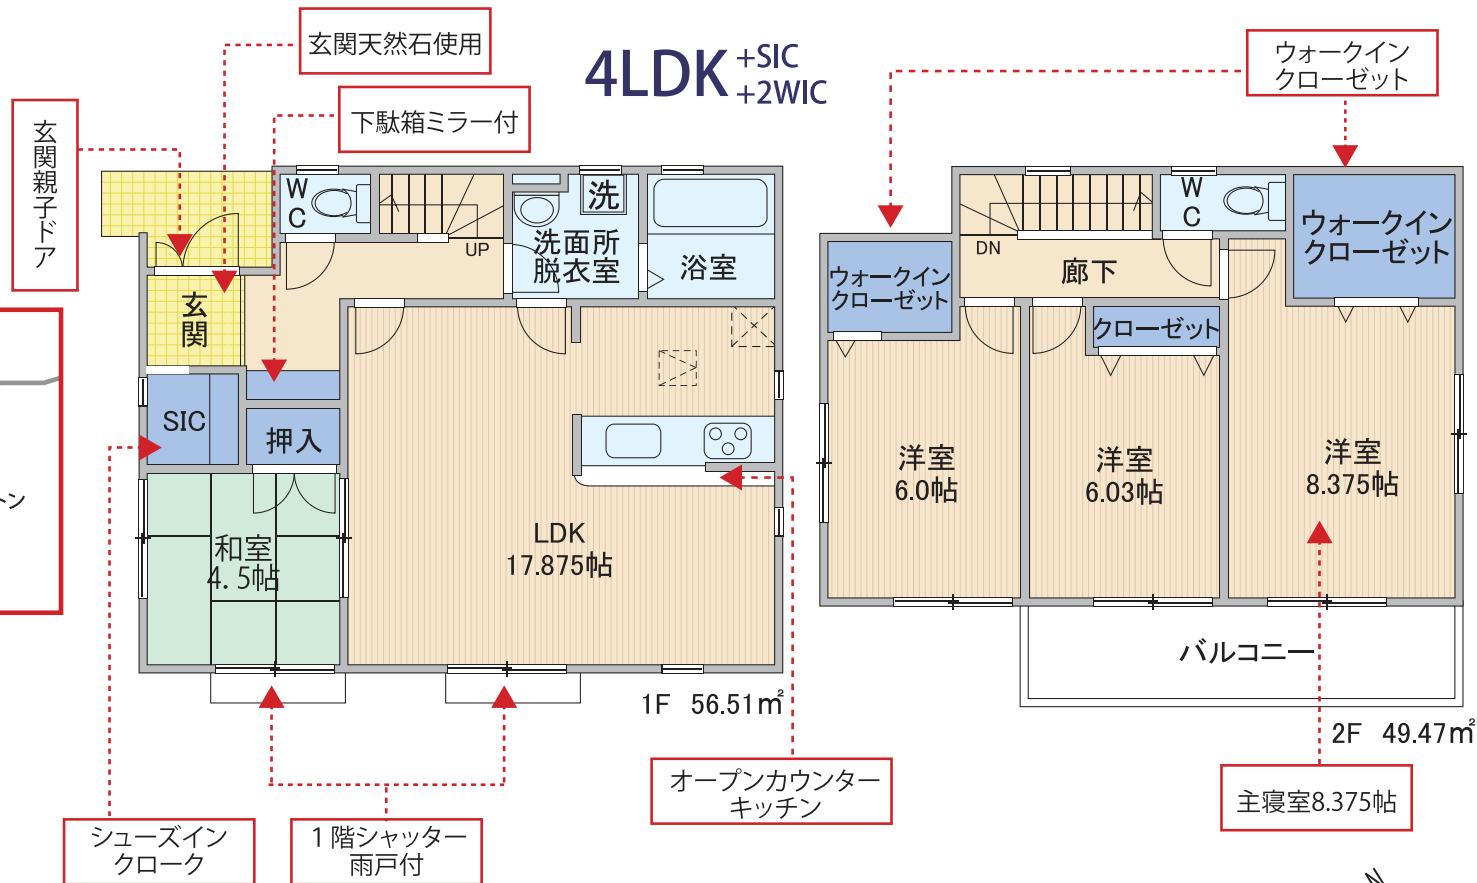 玄関天然石使用
4LDK
+SIC
+2WIC
ウォークイン
クローゼット
下駄箱ミラー付
玄関親子ドア
WC
UP
洗
洗面所
脱衣室
浴室
玄関
SIC
押入
和室
4.5帖
LDK
17.875帖
1F 56.51㎡
DN
廊下
WC
ウォークイン
クローゼット
ウォークイン
クローゼット
クローゼット
洋室
6.0帖
洋室
6.03帖
洋室
8.375帖
バルコニー
2F 49.47㎡
トン
オープンカウンター
キッチン
主寝室8.375帖
シューズイン
クローク
1階シャッター
雨戸付
N